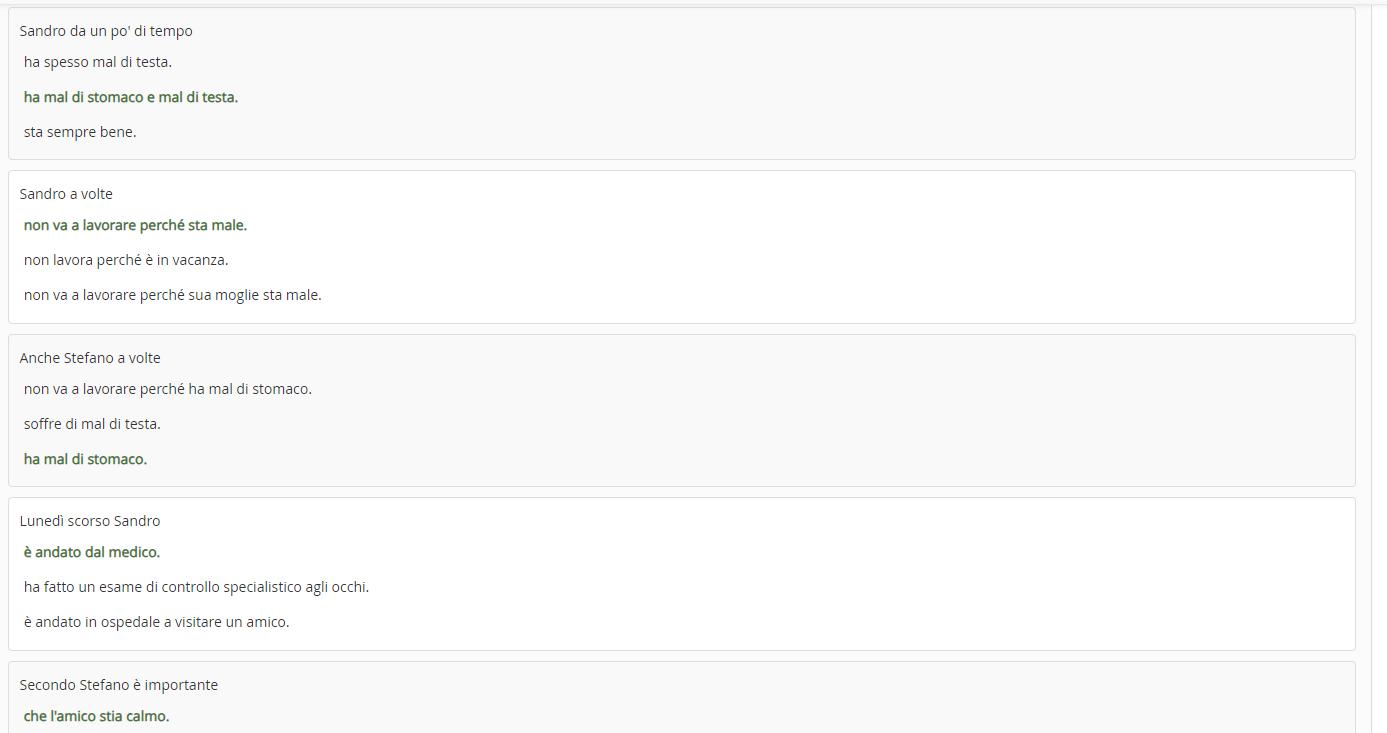 Sandro da un po' di tempo
ha spesso mal di testa.
ha mal di stomaco e mal di testa.
sta sempre bene.
Sandro a volte
non va a lavorare perché sta male.
non lavora perché è in vacanza.
non va a lavorare perché sua moglie sta male.
Anche Stefano a volte
non va a lavorare perché ha mal di stomaco.
soffre di mal di testa.
ha mal di stomaco.
Lunedì scorso Sandro
è andato dal medico.
ha fatto un esame di controllo specialistico agli occhi.
è andato in ospedale a visitare un amico.
Secondo Stefano è importante
che l'amico stia calmo.